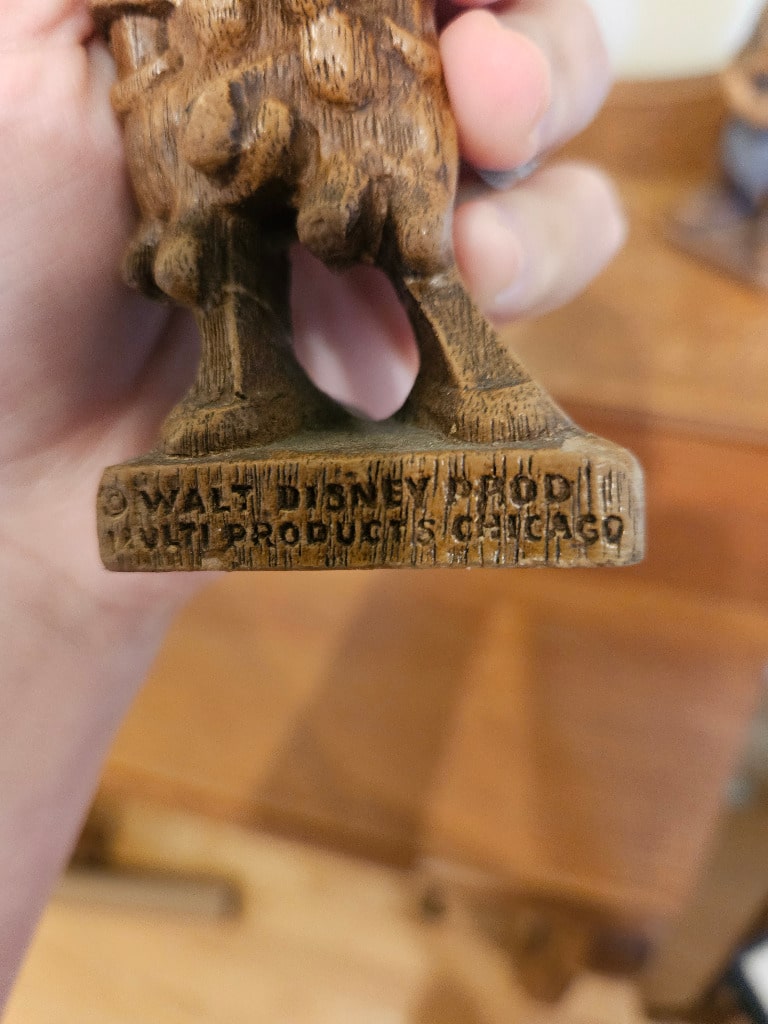 © WALT DISNEY PROD
MULTI PRODUCTS CHICAGO